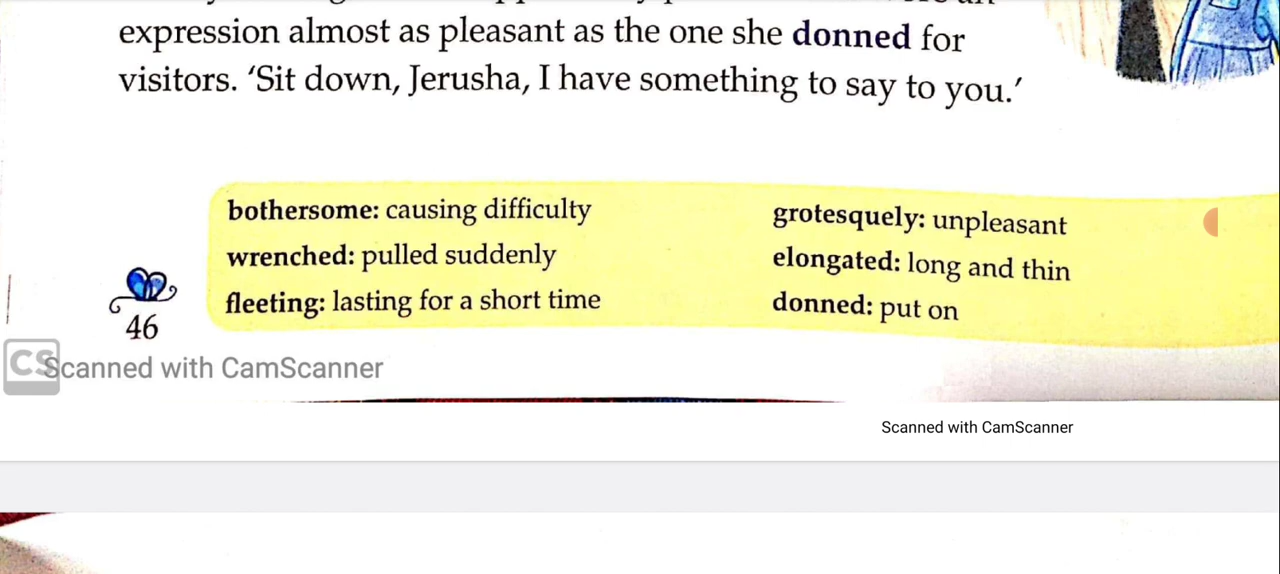 expression almost as pleasant as the one she donned for
visitors. ‘Sit down, Jerusha, I have something to say to you.’
bothersome: causing difficulty
wrenched: pulled suddenly
fleeting: lasting for a short time
grotesquely: unpleasant
elongated: long and thin
donned: put on
46
CS Scanned with CamScanner
Scanned with CamScanner